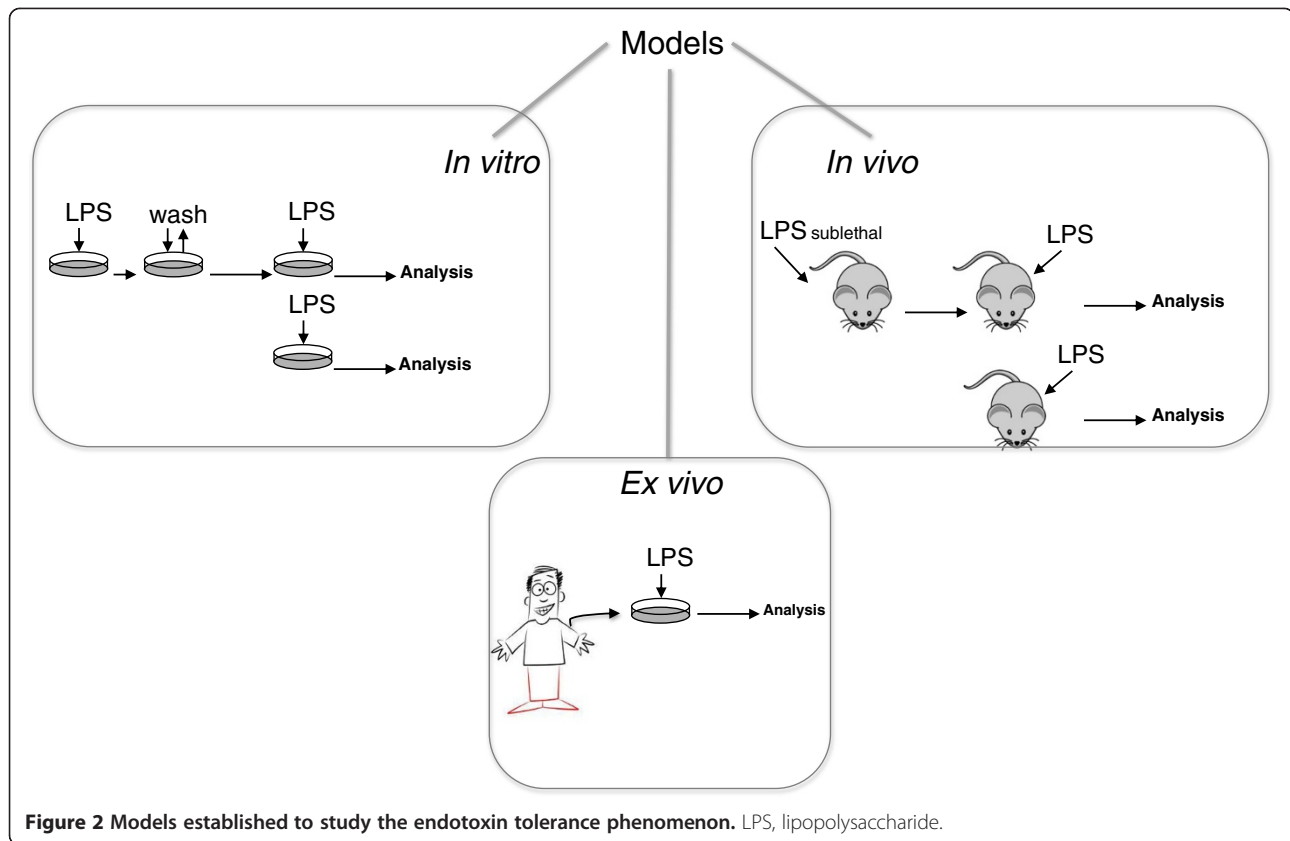 Models
In vitro
LPS
wash
LPS
Analysis
LPS
Analysis
In vivo
LPS sublethal
LPS
Analysis
LPS
Analysis
Ex vivo
LPS
Analysis
Figure 2 Models established to study the endotoxin tolerance phenomenon. LPS, lipopolysaccharide.